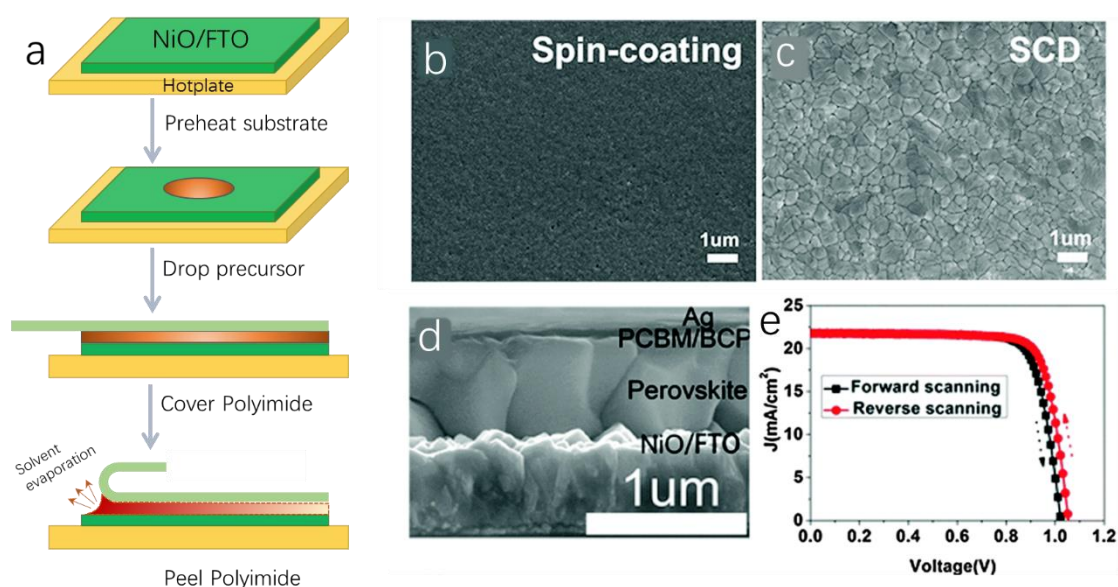 a
NiO/FTO
Hotplate
Preheat substrate
Drop precursor
Cover Polyimide
Solvent
evaporation
Peel Polyimide
b
Spin-coating
1um
c
SCD
1um
d
Ag
PCBM/BCP
Perovskite
NiO/FTO
1um
e
J(mA/cm²)
25
20
15
10
5
0
Forward scanning
Reverse scanning
0.0 0.2 0.4 0.6 0.8 1.0 1.2
Voltage(V)